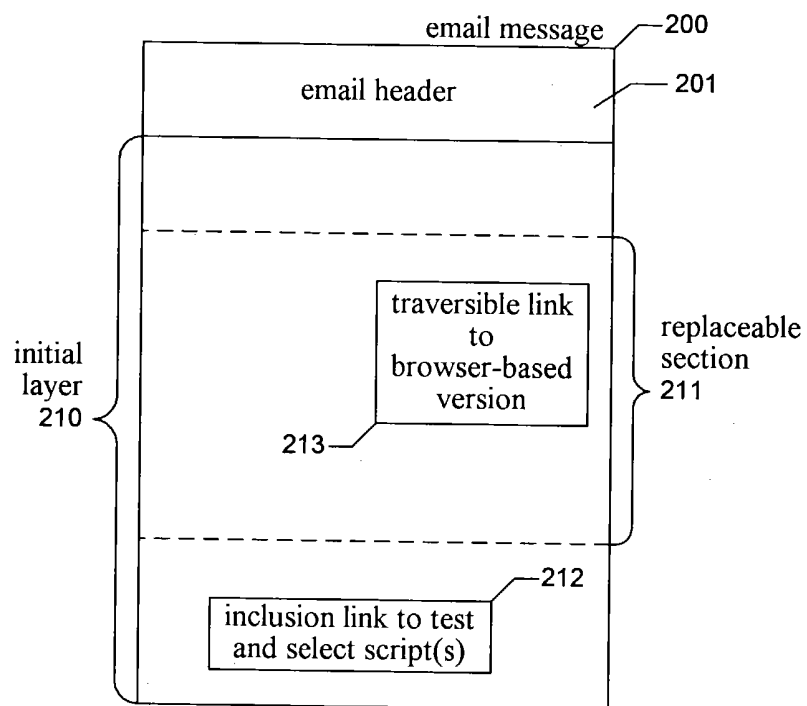 email message
200
email header
201
traversible link
to
browser-based
version
213
initial
layer
210
replaceable
section
211
212
inclusion link to test
and select script(s)